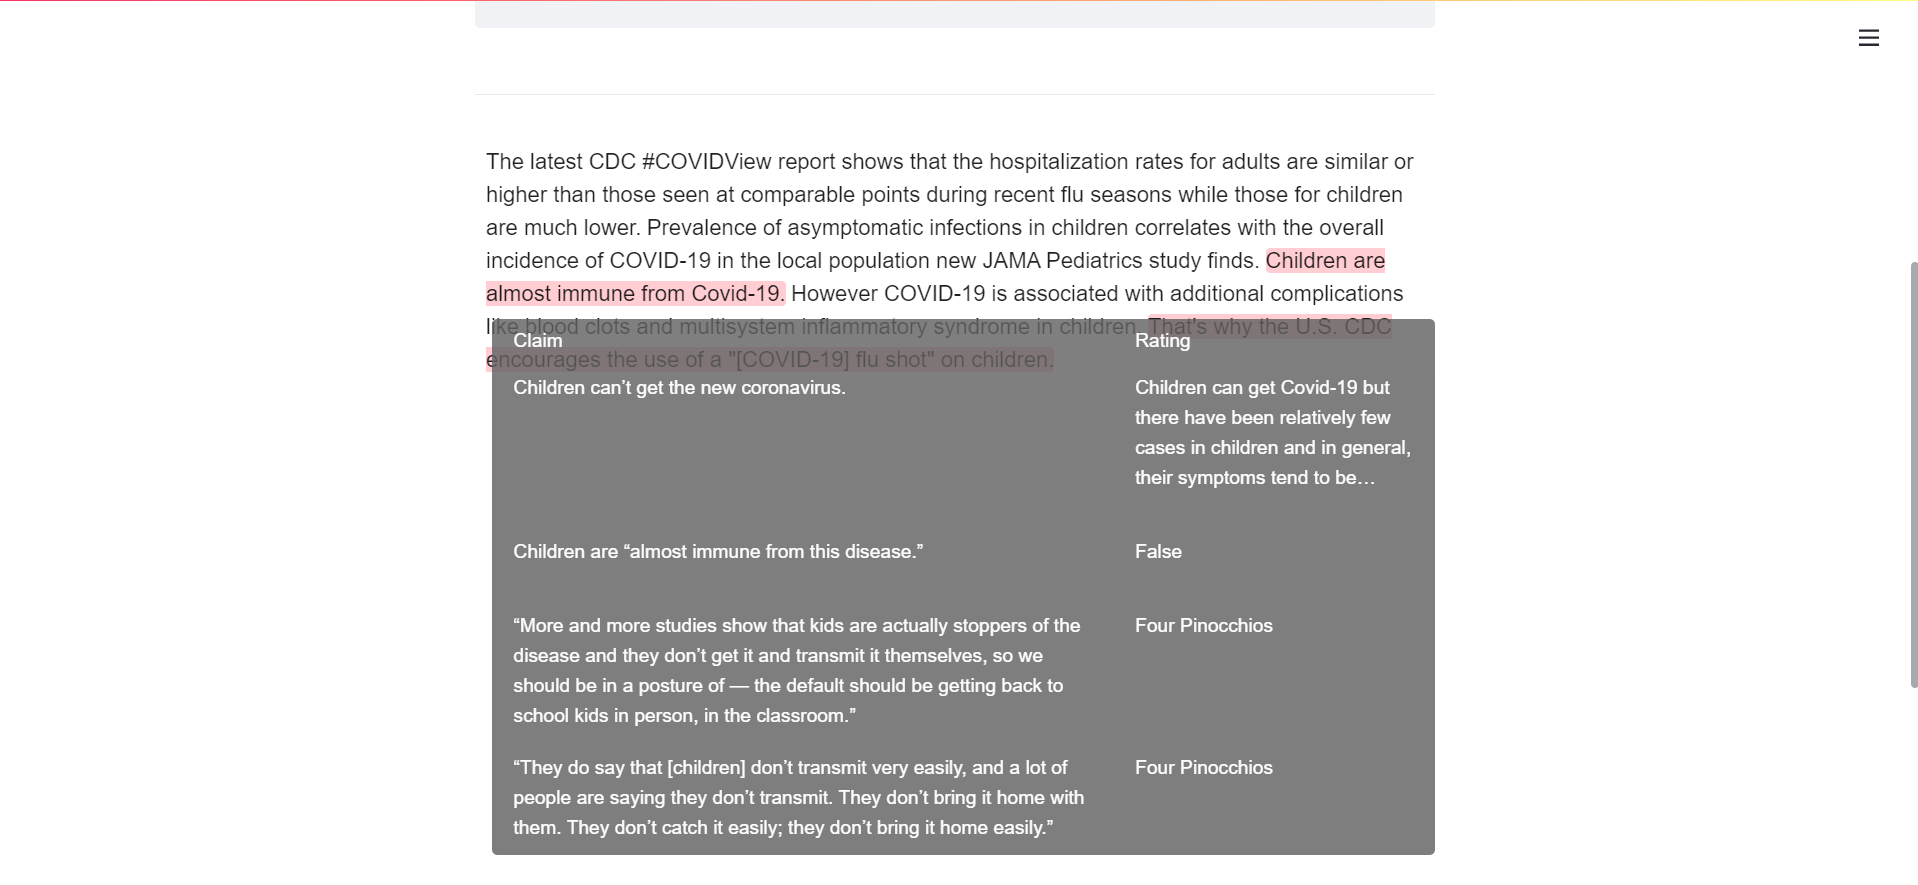 The latest CDC #COVIDView report shows that the hospitalization rates for adults are similar or
higher than those seen at comparable points during recent flu seasons while those for children
are much lower. Prevalence of asymptomatic infections in children correlates with the overall
incidence of COVID-19 in the local population new JAMA Pediatrics study finds. Children are
almost immune from Covid-19. However COVID-19 is associated with additional complications
like blood clots and multisystem inflammatory syndrome in children. That's why the U.S. CDC
encourages the use of a "[COVID-19] flu shot" on children.
Claim
Rating
Children can’t get the new coronavirus.
Children can get Covid-19 but
there have been relatively few
cases in children and in general,
their symptoms tend to be…
Children are “almost immune from this disease.”
False
“More and more studies show that kids are actually stoppers of the
disease and they don’t get it and transmit it themselves, so we
should be in a posture of — the default should be getting back to
school kids in person, in the classroom.”
Four Pinocchios
“They do say that [children] don’t transmit very easily, and a lot of
people are saying they don’t transmit. They don’t bring it home with
them. They don’t catch it easily; they don’t bring it home easily.”
Four Pinocchios